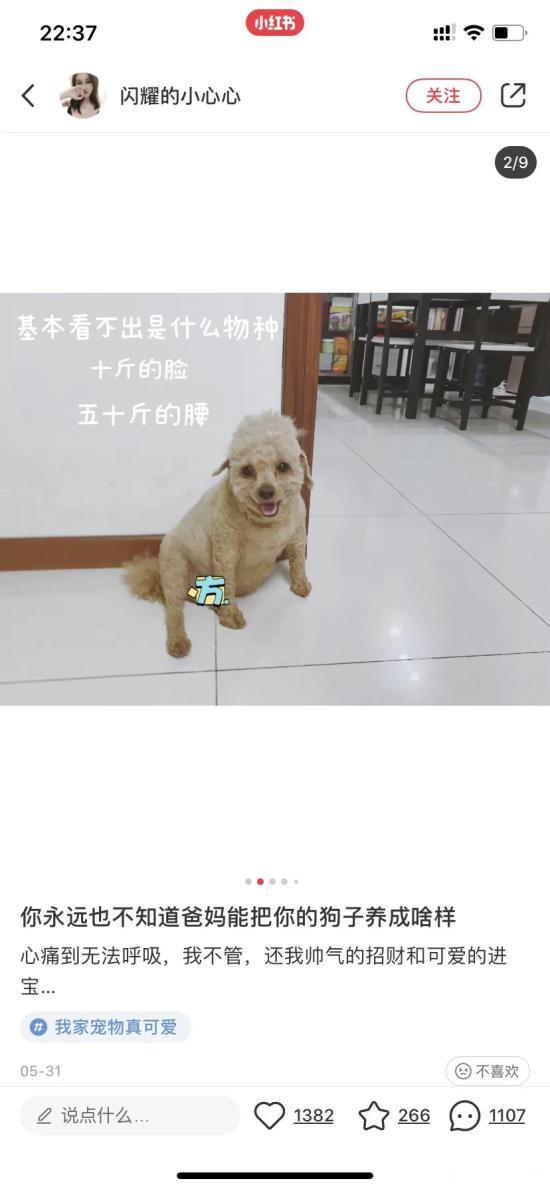 22:37
小红书
闪耀的小心心
关注
2/9
基本看不出是什么物种
十斤的脸
五十斤的腰
方
你永远也不知道爸妈能把你的狗子养成啥样
心痛到无法呼吸，我不管，还我帅气的招财和可爱的进
宝...
# 我家宠物真可爱
05-31
不喜欢
说点什么...
1382
266
1107